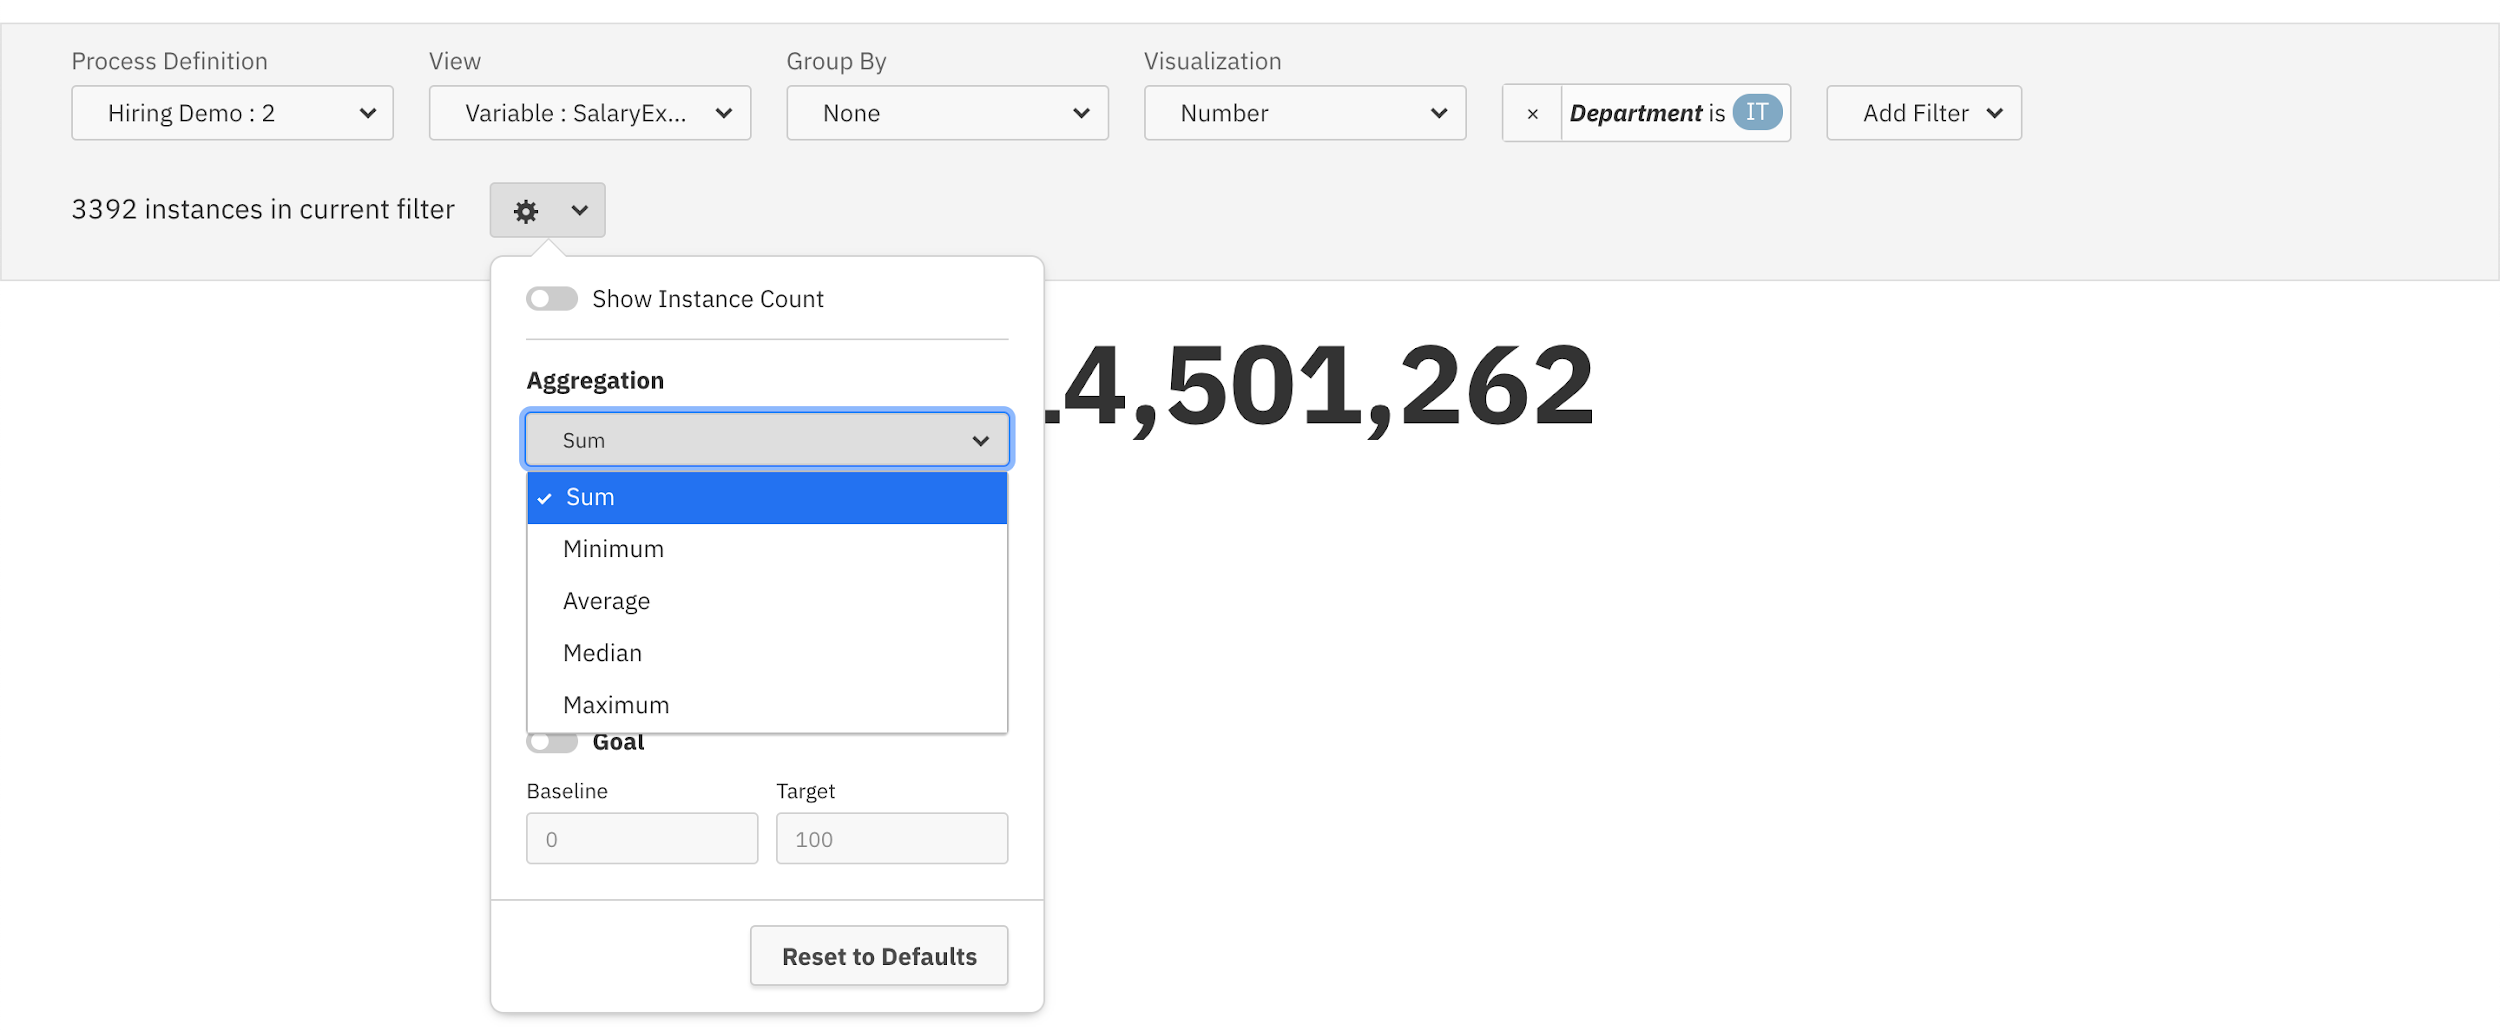 Process Definition View Group By Visualization
Hiring Demo : 2 Variable : SalaryEx... None Number × Department is IT Add Filter
3392 instances in current filter
Show Instance Count
Aggregation
4,501,262
Sum
Sum
Minimum
Average
Median
Maximum
Goal
Baseline Target
0 100
Reset to Defaults